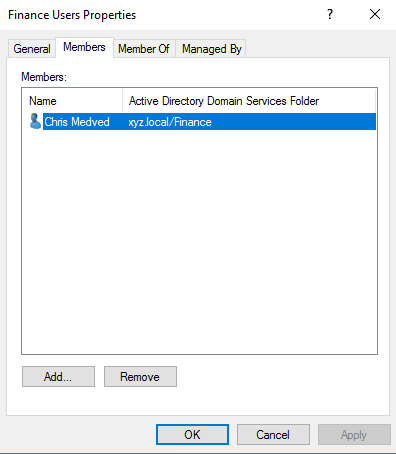 Finance Users Properties
General Members Member Of Managed By
Members:
Name Active Directory Domain Services Folder
Chris Medved xyz.local/Finance
Add... Remove
OK Cancel Apply